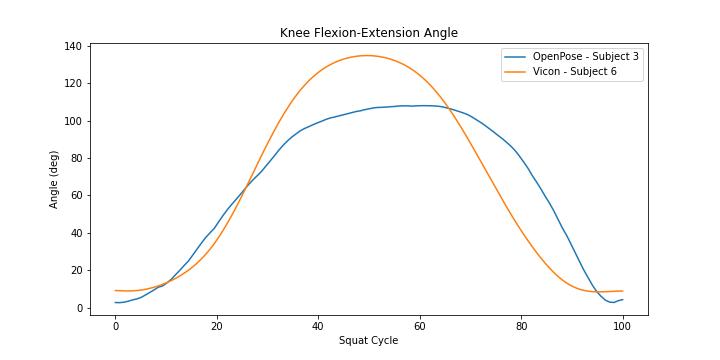 Knee Flexion-Extension Angle
OpenPose - Subject 3
Vicon - Subject 6
140
120
100
80
60
40
20
0
Angle (deg)
0 20 40 60 80 100
Squat Cycle